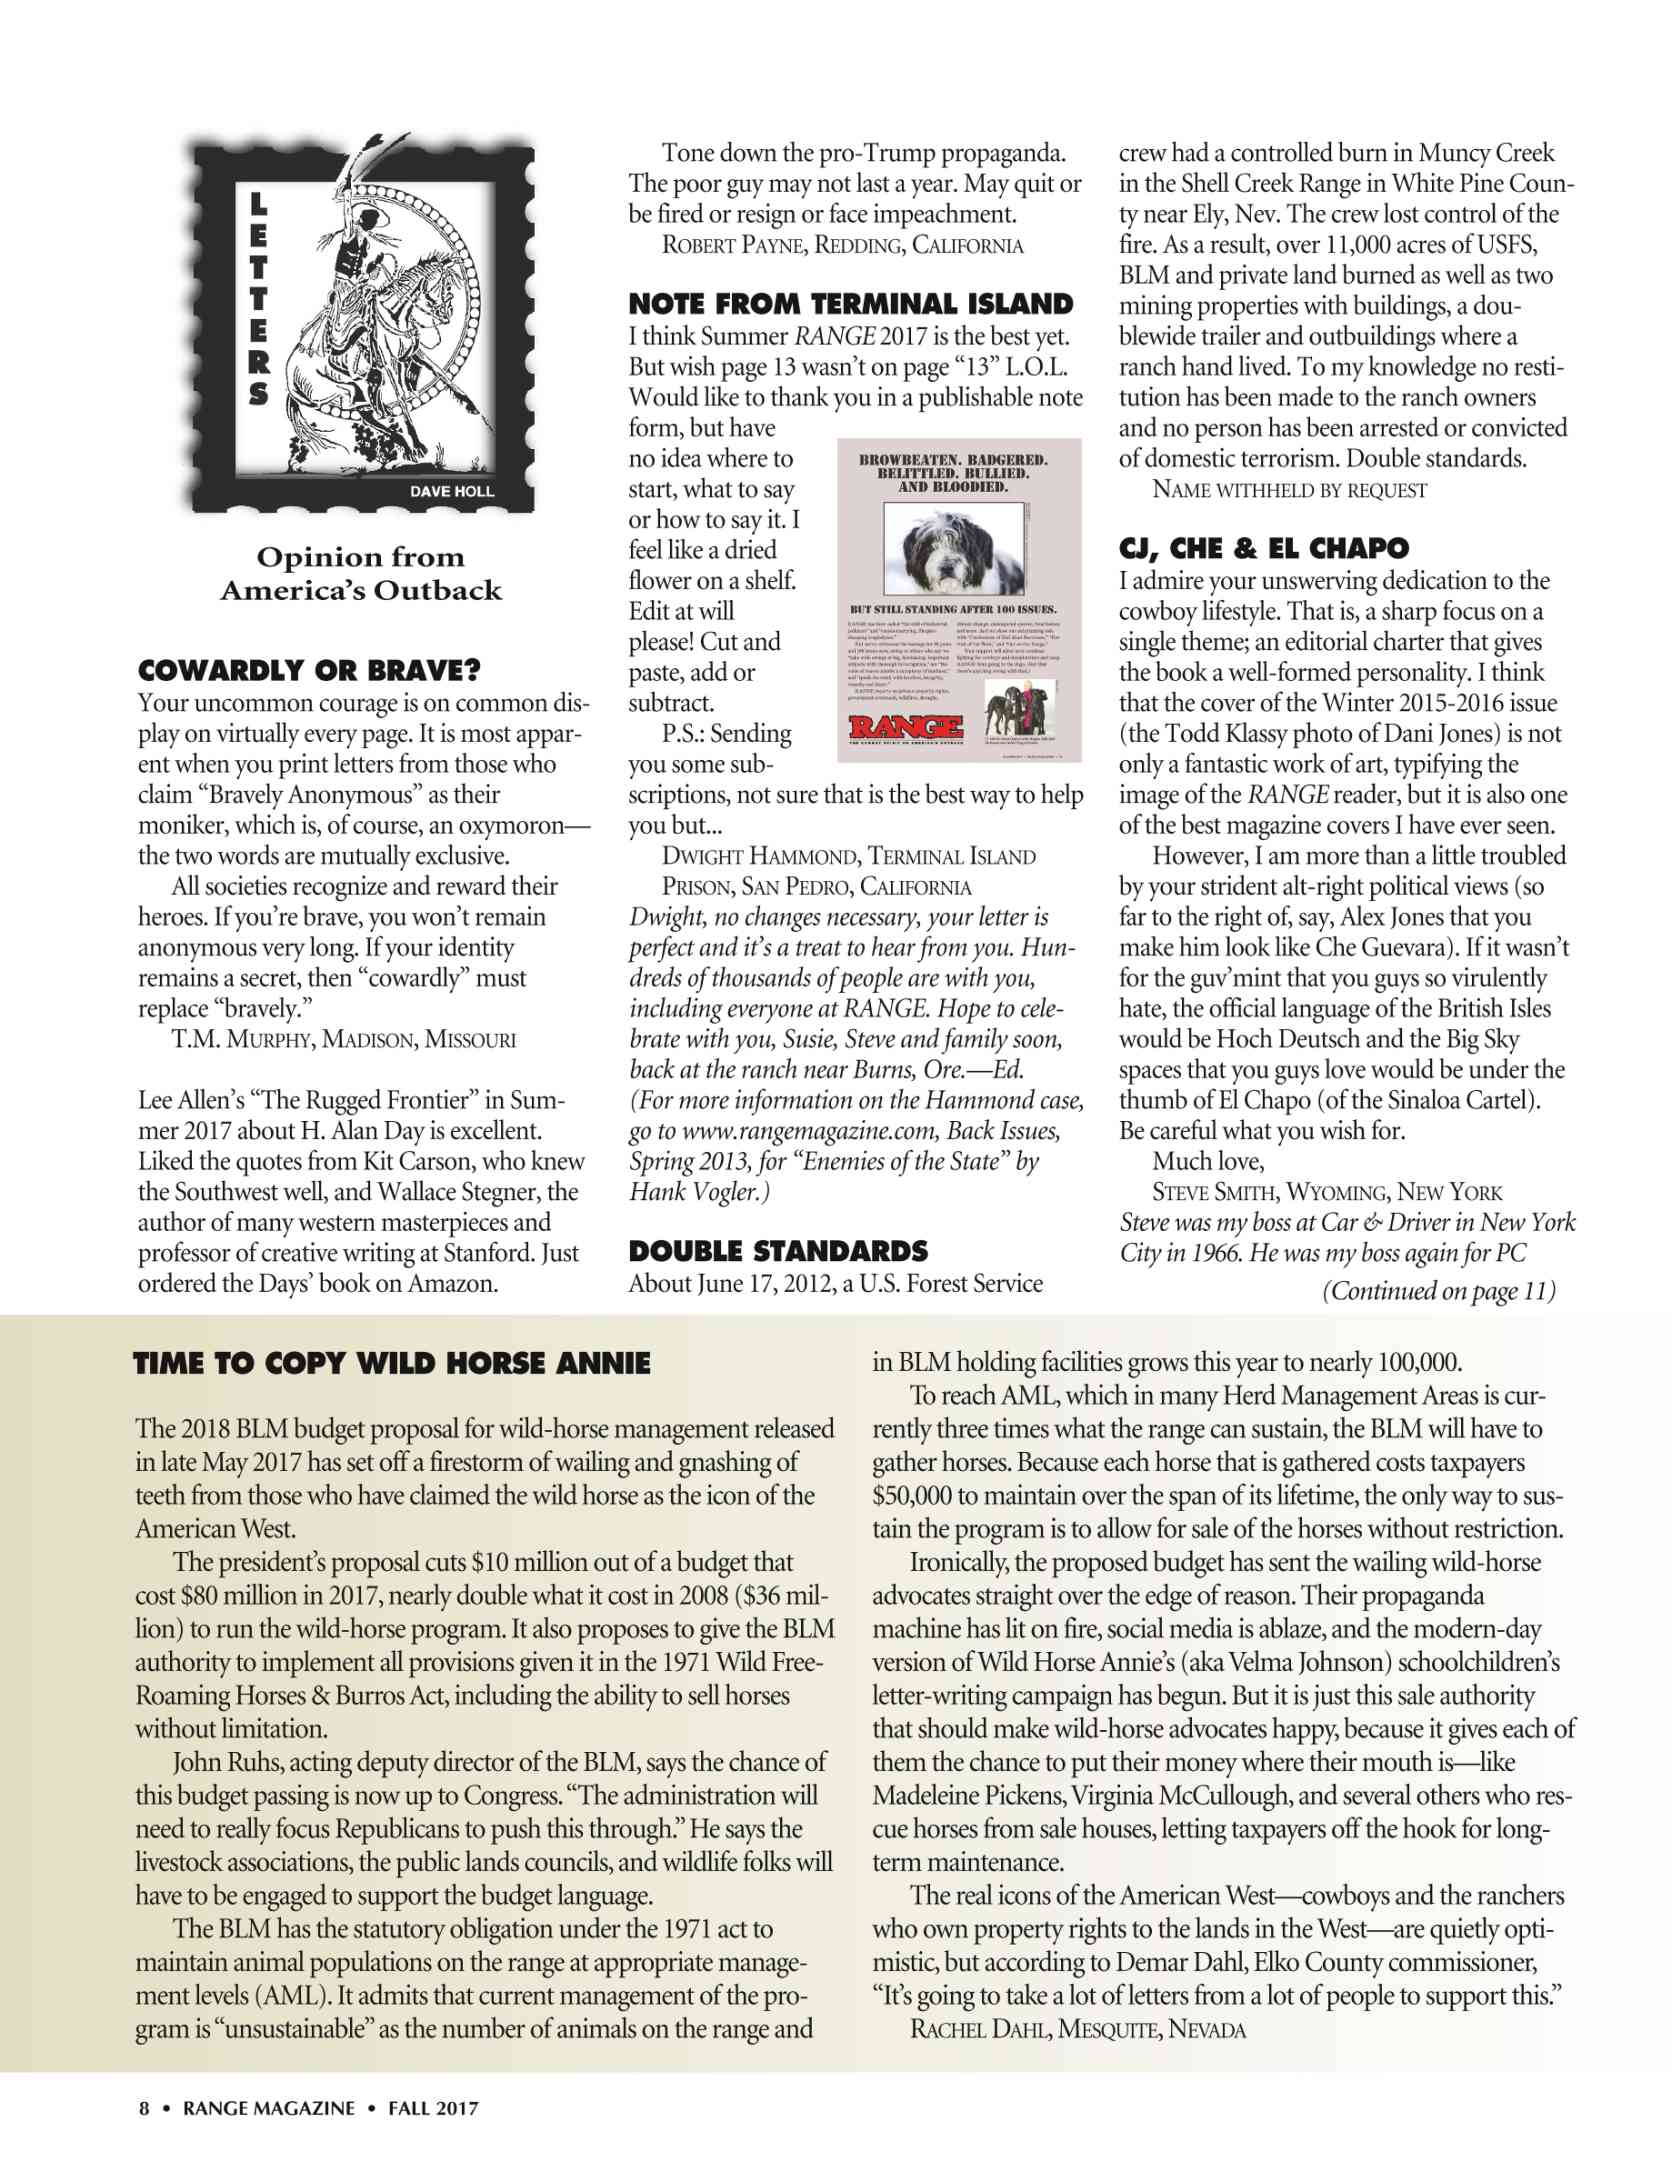 LETTERS
DAVE HOLL
Opinion from
America’s Outback
COWARDLY OR BRAVE?
Your uncommon courage is on common dis-
play on virtually every page. It is most appar-
ent when you print letters from those who
claim “Bravely Anonymous” as their
moniker, which is, of course, an oxymoron—
the two words are mutually exclusive.
All societies recognize and reward their
heroes. If you’re brave, you won’t remain
anonymous very long. If your identity
remains a secret, then “cowardly” must
replace “bravely.”
T.M. MURPHY, MADISON, MISSOURI
Lee Allen’s “The Rugged Frontier” in Sum-
mer 2017 about H. Alan Day is excellent.
Liked the quotes from Kit Carson, who knew
the Southwest well, and Wallace Stegner, the
author of many western masterpieces and
professor of creative writing at Stanford. Just
ordered the Days’ book on Amazon.
Tone down the pro-Trump propaganda.
The poor guy may not last a year. May quit or
be fired or resign or face impeachment.
ROBERT PAYNE, REDDING, CALIFORNIA
NOTE FROM TERMINAL ISLAND
I think Summer RANGE 2017 is the best yet.
But wish page 13 wasn’t on page “13” L.O.L.
Would like to thank you in a publishable note
form, but have
no idea where to
start, what to say
or how to say it. I
feel like a dried
flower on a shelf.
Edit at will
please! Cut and
paste, add or
subtract.
P.S.: Sending
you some sub-
scriptions, not sure that is the best way to help
you but...
DWIGHT HAMMOND, TERMINAL ISLAND
PRISON, SAN PEDRO, CALIFORNIA
Dwight, no changes necessary, your letter is
perfect and it’s a treat to hear from you. Hun-
dreds of thousands of people are with you,
including everyone at RANGE. Hope to cele-
brate with you, Susie, Steve and family soon,
back at the ranch near Burns, Ore.—Ed.
(For more information on the Hammond case,
go to www.rangemagazine.com, Back Issues,
Spring 2013, for “Enemies of the State” by
Hank Vogler.)
BROWBEATEN. BADGERED.
BELITTLED. BULLIED.
AND BLOODIED.
BUT STILL STANDING AFTER 100 ISSUES.
RANGE
DOUBLE STANDARDS
About June 17, 2012, a U.S. Forest Service
crew had a controlled burn in Muncy Creek
in the Shell Creek Range in White Pine Coun-
ty near Ely, Nev. The crew lost control of the
fire. As a result, over 11,000 acres of USFS,
BLM and private land burned as well as two
mining properties with buildings, a dou-
blewide trailer and outbuildings where a
ranch hand lived. To my knowledge no resti-
tution has been made to the ranch owners
and no person has been arrested or convicted
of domestic terrorism. Double standards.
NAME WITHHELD BY REQUEST
CJ, CHE & EL CHAPO
I admire your unswerving dedication to the
cowboy lifestyle. That is, a sharp focus on a
single theme; an editorial charter that gives
the book a well-formed personality. I think
that the cover of the Winter 2015-2016 issue
(the Todd Klassy photo of Dani Jones) is not
only a fantastic work of art, typifying the
image of the RANGE reader, but it is also one
of the best magazine covers I have ever seen.
However, I am more than a little troubled
by your strident alt-right political views (so
far to the right of, say, Alex Jones that you
make him look like Che Guevara). If it wasn’t
for the guv’mint that you guys so virulently
hate, the official language of the British Isles
would be Hoch Deutsch and the Big Sky
spaces that you guys love would be under the
thumb of El Chapo (of the Sinaloa Cartel).
Be careful what you wish for.
Much love,
STEVE SMITH, WYOMING, NEW YORK
Steve was my boss at Car & Driver in New York
City in 1966. He was my boss again for PC
(Continued on page 11)
TIME TO COPY WILD HORSE ANNIE
The 2018 BLM budget proposal for wild-horse management released
in late May 2017 has set off a firestorm of wailing and gnashing of
teeth from those who have claimed the wild horse as the icon of the
American West.
The president’s proposal cuts $10 million out of a budget that
cost $80 million in 2017, nearly double what it cost in 2008 ($36 mil-
lion) to run the wild-horse program. It also proposes to give the BLM
authority to implement all provisions given it in the 1971 Wild Free-
Roaming Horses & Burros Act, including the ability to sell horses
without limitation.
John Ruhs, acting deputy director of the BLM, says the chance of
this budget passing is now up to Congress. “The administration will
need to really focus Republicans to push this through.” He says the
livestock associations, the public lands councils, and wildlife folks will
have to be engaged to support the budget language.
The BLM has the statutory obligation under the 1971 act to
maintain animal populations on the range at appropriate manage-
ment levels (AML). It admits that current management of the pro-
gram is “unsustainable” as the number of animals on the range and
in BLM holding facilities grows this year to nearly 100,000.
To reach AML, which in many Herd Management Areas is cur-
rently three times what the range can sustain, the BLM will have to
gather horses. Because each horse that is gathered costs taxpayers
$50,000 to maintain over the span of its lifetime, the only way to sus-
tain the program is to allow for sale of the horses without restriction.
Ironically, the proposed budget has sent the wailing wild-horse
advocates straight over the edge of reason. Their propaganda
machine has lit on fire, social media is ablaze, and the modern-day
version of Wild Horse Annie’s (aka Velma Johnson) schoolchildren’s
letter-writing campaign has begun. But it is just this sale authority
that should make wild-horse advocates happy, because it gives each of
them the chance to put their money where their mouth is—like
Madeleine Pickens, Virginia McCullough, and several others who res-
cue horses from sale houses, letting taxpayers off the hook for long-
term maintenance.
The real icons of the American West—cowboys and the ranchers
who own property rights to the lands in the West—are quietly opti-
mistic, but according to Demar Dahl, Elko County commissioner,
“It’s going to take a lot of letters from a lot of people to support this.”
RACHEL DAHL, MESQUITE, NEVADA
8 • RANGE MAGAZINE • FALL 2017